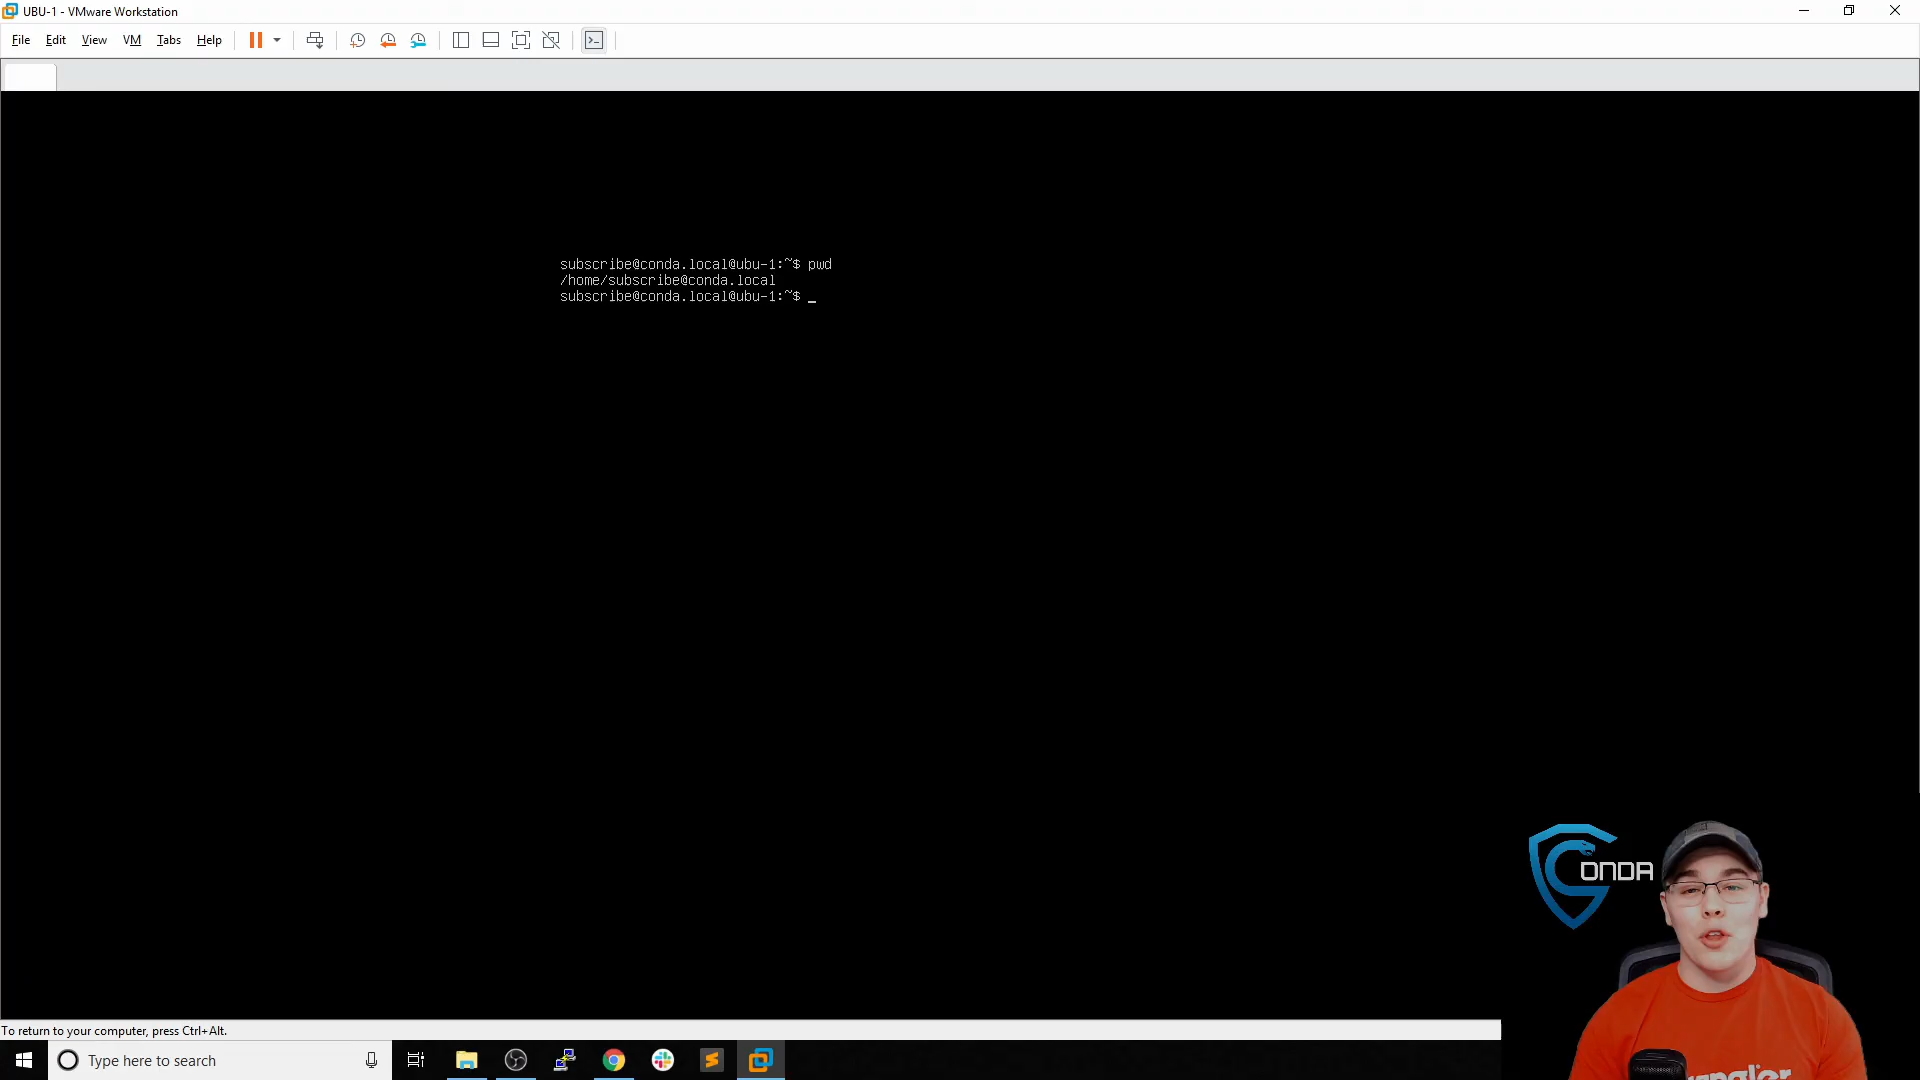 UBU-1 - VMware Workstation
File Edit View VM Tabs Help
subscribe@conda.local@ubu-1:~$ pwd
/home/subscribe@conda.local
subscribe@conda.local@ubu-1:~$ _
ONDA
To return to your computer, press Ctrl+Alt.
Type here to search